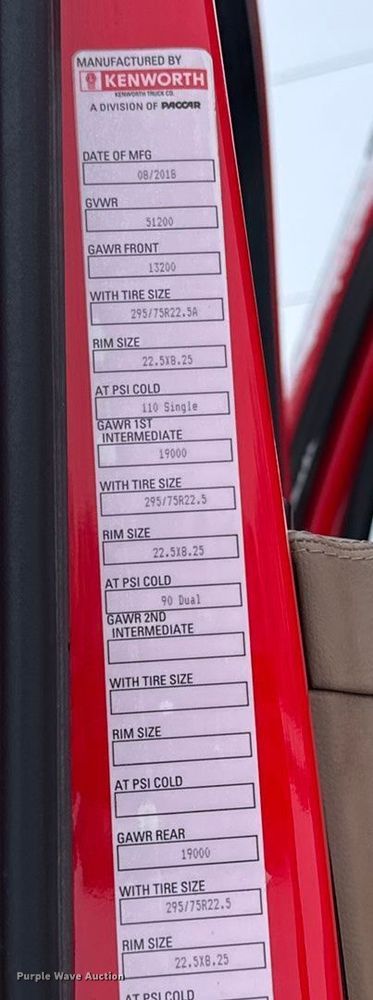 MANUFACTURED BY
KENWORTH
KENWORTH TRUCK CO.
A DIVISION OF PACCAR
DATE OF MFG
08/2018
GVWR
51200
GAWR FRONT
13200
WITH TIRE SIZE
295/75R22.5A
RIM SIZE
22.5X8.25
AT PSI COLD
110 Single
GAWR 1ST
INTERMEDIATE
19000
WITH TIRE SIZE
295/75R22.5
RIM SIZE
22.5X8.25
AT PSI COLD
90 Dual
GAWR 2ND
INTERMEDIATE
WITH TIRE SIZE
RIM SIZE
AT PSI COLD
GAWR REAR
19000
WITH TIRE SIZE
295/75R22.5
RIM SIZE
22.5X8.25
AT PSI COLD
Purple Wave Auction